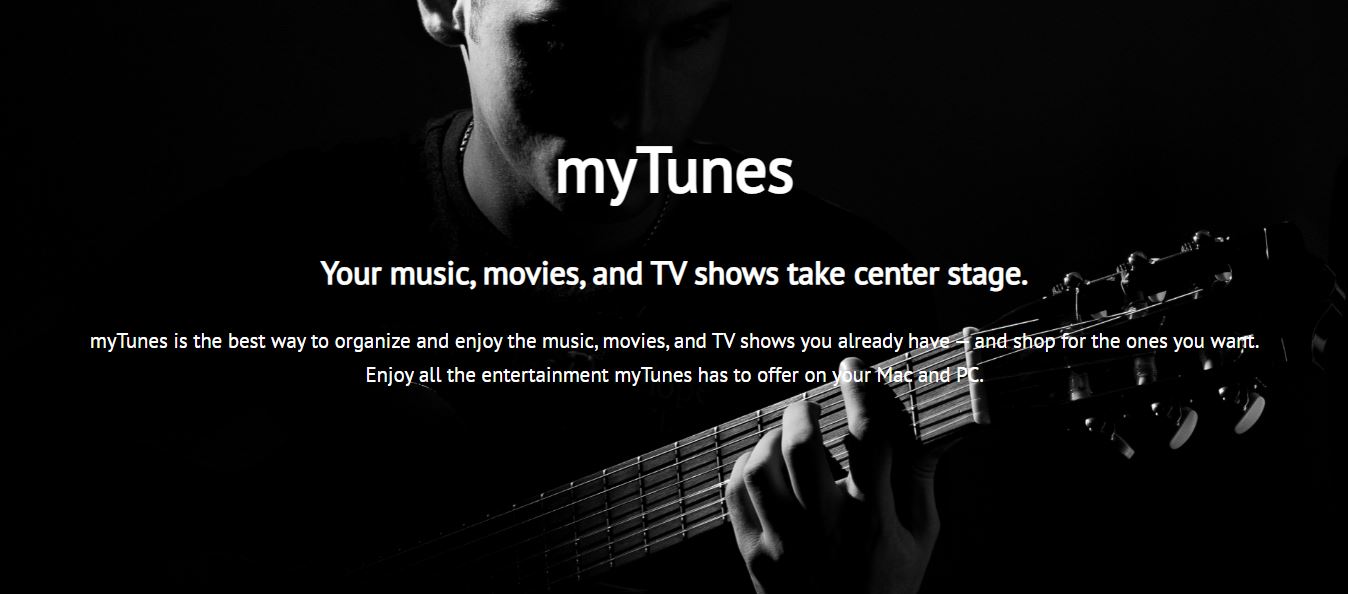 myTunes
Your music, movies, and TV shows take center stage.
myTunes is the best way to organize and enjoy the music, movies, and TV shows you already have — and shop for the ones you want.
Enjoy all the entertainment myTunes has to offer on your Mac and PC.